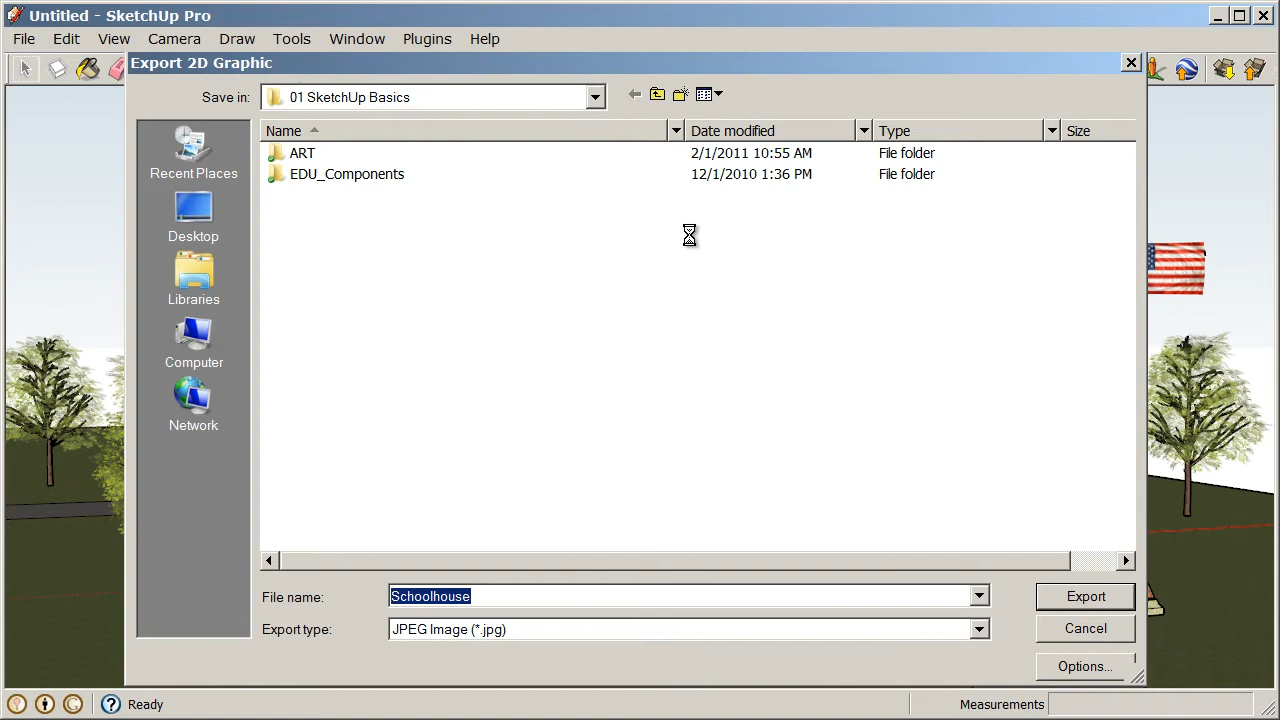 Untitled - SketchUp Pro
File Edit View Camera Draw Tools Window Plugins Help
Export 2D Graphic
Save in: 01 SketchUp Basics
Name Date modified Type Size
ART 2/1/2011 10:55 AM File folder
EDU_Components 12/1/2010 1:36 PM File folder
Recent Places
Desktop
Libraries
Computer
Network
File name: Schoolhouse Export
Export type: JPEG Image (*.jpg) Cancel
Options...
Ready Measurements